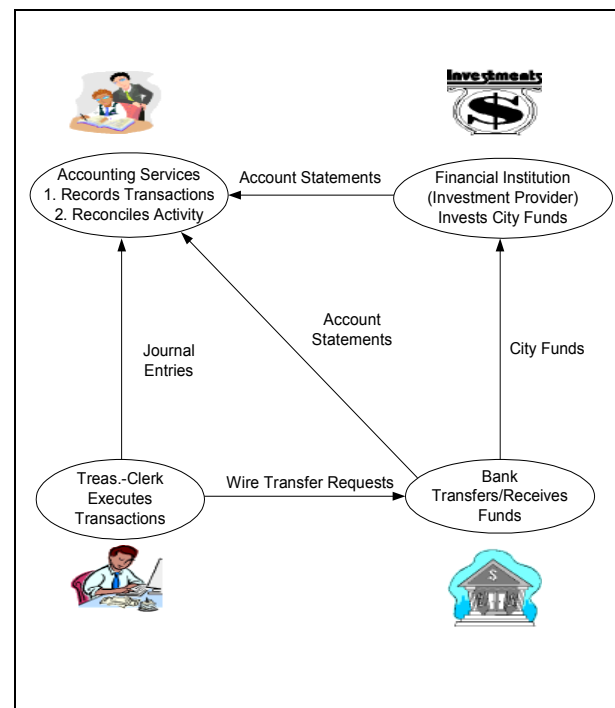 Investments
$
Accounting Services
1. Records Transactions
2. Reconciles Activity
Account Statements
Financial Institution
(Investment Provider)
Invests City Funds
Account
Statements
Journal
Entries
City Funds
Treas.-Clerk
Executes
Transactions
Wire Transfer Requests
Bank
Transfers/Receives
Funds
$